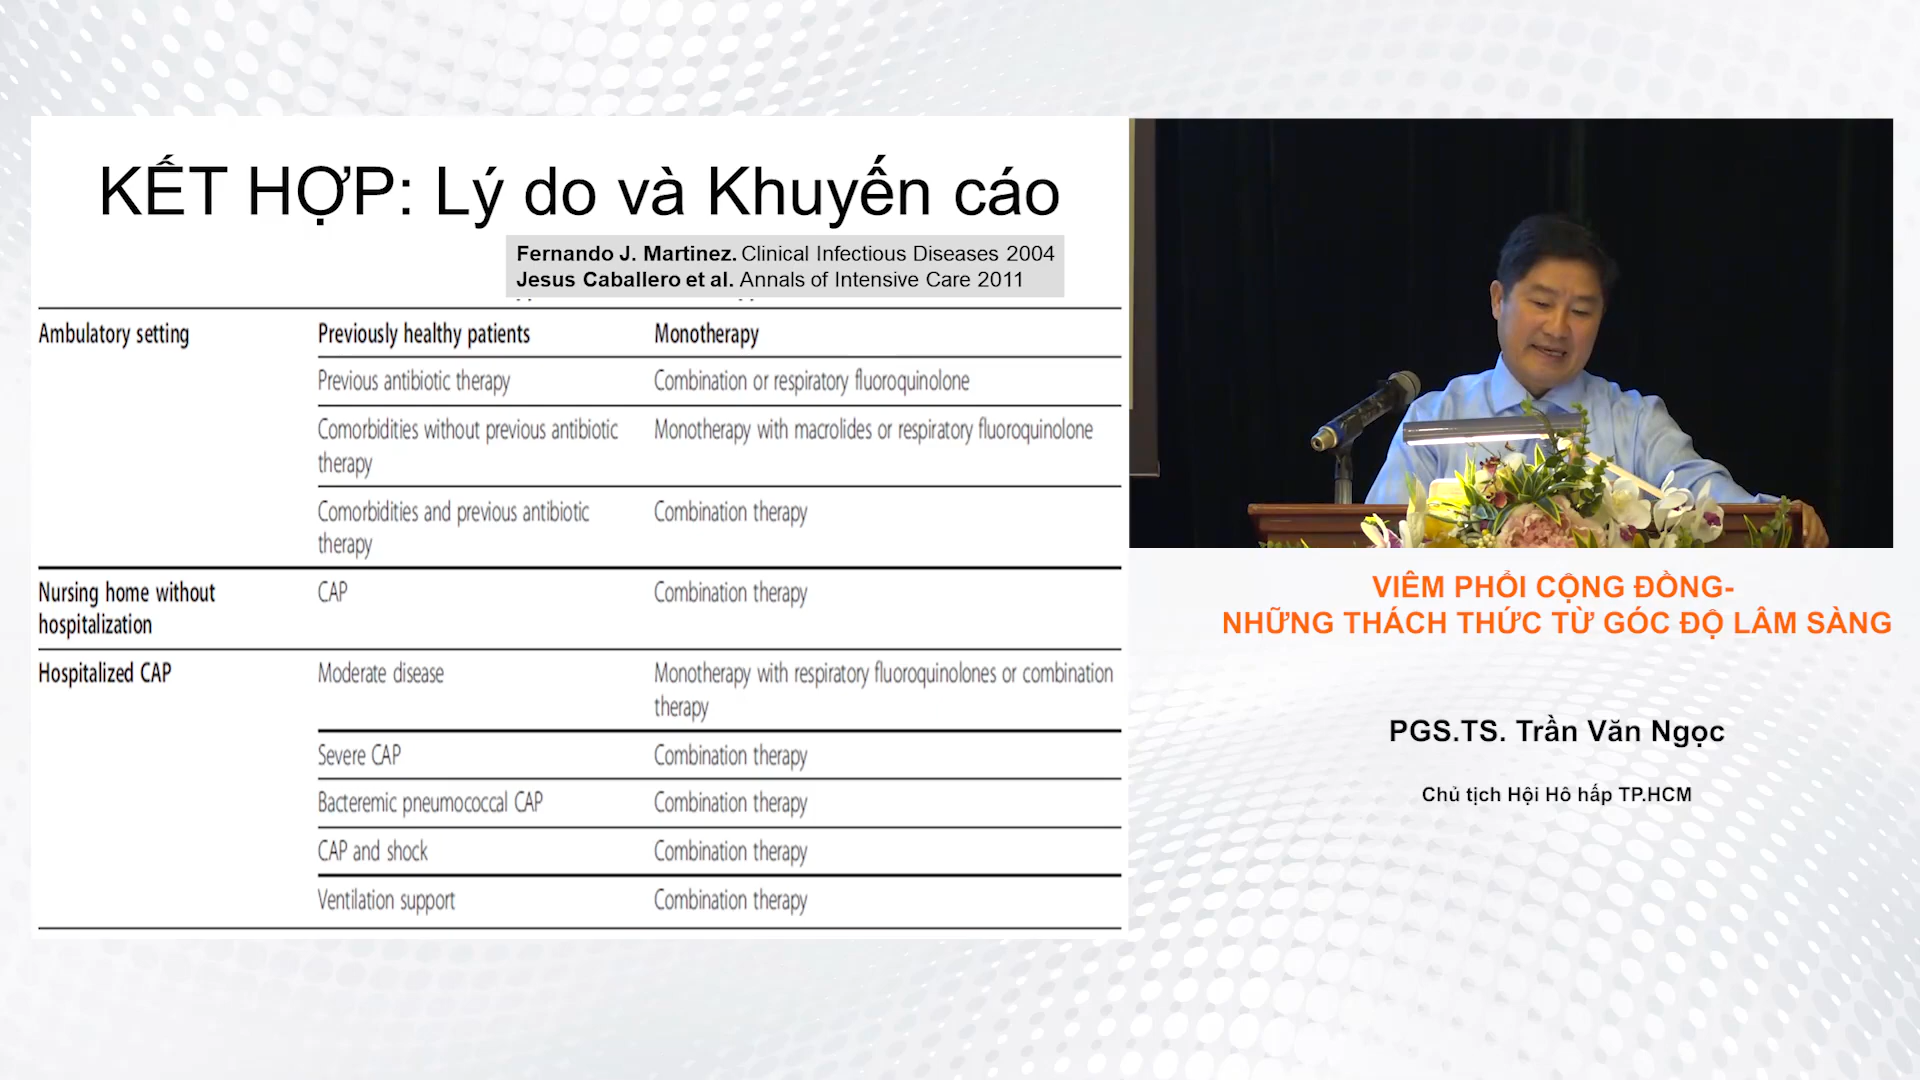 KẾT HỢP: Lý do và Khuyến cáo
Fernando J. Martinez. Clinical Infectious Diseases 2004
Jesus Caballero et al. Annals of Intensive Care 2011
Ambulatory setting Previously healthy patients Monotherapy
Previous antibiotic therapy Combination or respiratory fluoroquinolone
Comorbidities without previous antibiotic therapy Monotherapy with macrolides or respiratory fluoroquinolone
Comorbidities and previous antibiotic therapy Combination therapy
Nursing home without hospitalization CAP Combination therapy
Hospitalized CAP Moderate disease Monotherapy with respiratory fluoroquinolones or combination therapy
Severe CAP Combination therapy
Bacteremic pneumococcal CAP Combination therapy
CAP and shock Combination therapy
Ventilation support Combination therapy
VIÊM PHỔI CỘNG ĐỒNG-
NHỮNG THÁCH THỨC TỪ GÓC ĐỘ LÂM SÀNG
PGS.TS. Trần Văn Ngọc
Chủ tịch Hội Hô hấp TP.HCM